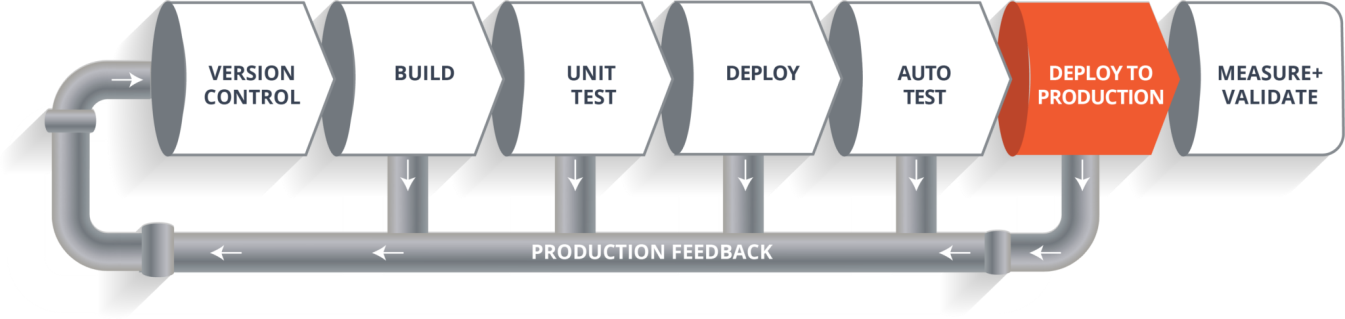 VERSION
CONTROL
BUILD
UNIT
TEST
DEPLOY
AUTO
TEST
DEPLOY TO
PRODUCTION
MEASURE+
VALIDATE
PRODUCTION FEEDBACK